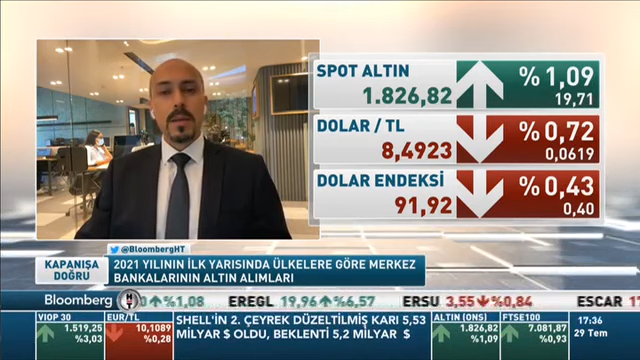 SPOT ALTIN
1.826,82
% 1,09
19,71
DOLAR / TL
8,4923
% 0,72
0,0619
DOLAR ENDEKSİ
91,92
% 0,43
0,40
@BloombergHT
KAPANIŞA
DOĞRU
2021 YILININ İLK YARISINDA ÜLKELERE GÖRE MERKEZ
BANKALARININ ALTIN ALIMLARI
Bloomberg HT
%1,08 EREGL 19,96 %6,57 ERSU 3,55 %0,84 ESCAR 17
VIOP 30
1.519,25
%3,03
EUR/TL
10,1089
%0,28
SHELL'İN 2. ÇEYREK DÜZELTİLMİŞ KARI 5,53
MİLYAR $ OLDU, BEKLENTİ 5,2 MİLYAR $
ALTIN (ONS)
1.826,82
%1,09
FTSE100
7.081,87
%0,93
17:36
29 Tem